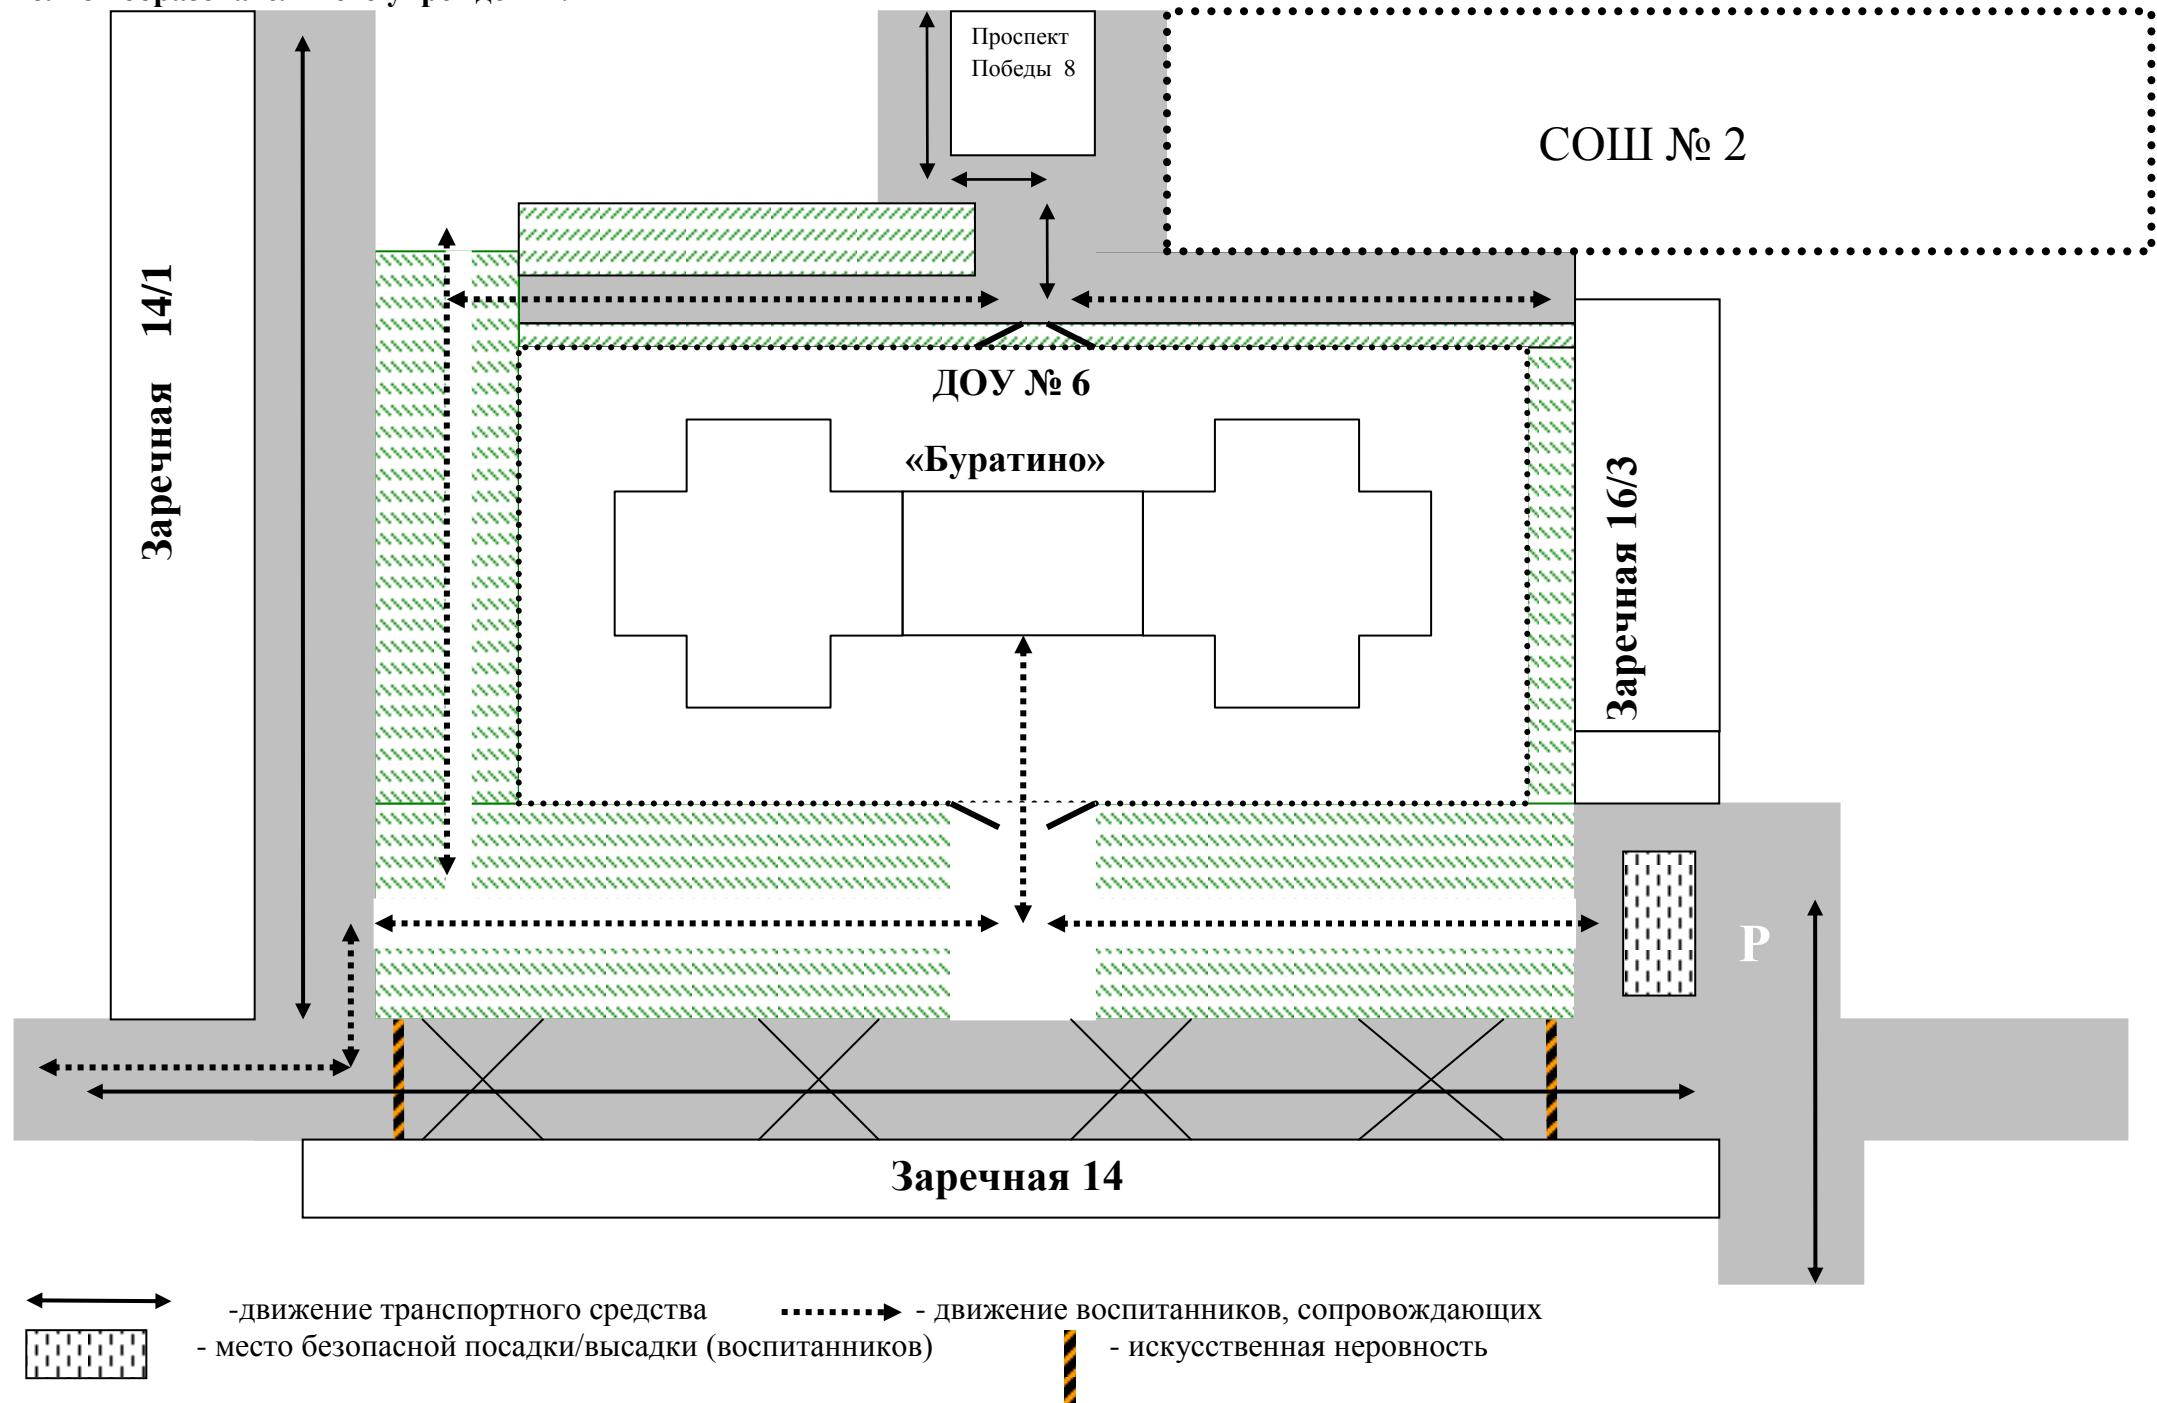 Проспект
Победы 8
СОШ № 2
Заречная 14/1
ДОУ № 6
«Буратино»
Заречная 16/3
Р
Заречная 14
-движение транспортного средства
- движение воспитанников, сопровождающих
- место безопасной посадки/высадки (воспитанников)
- искусственная неровность